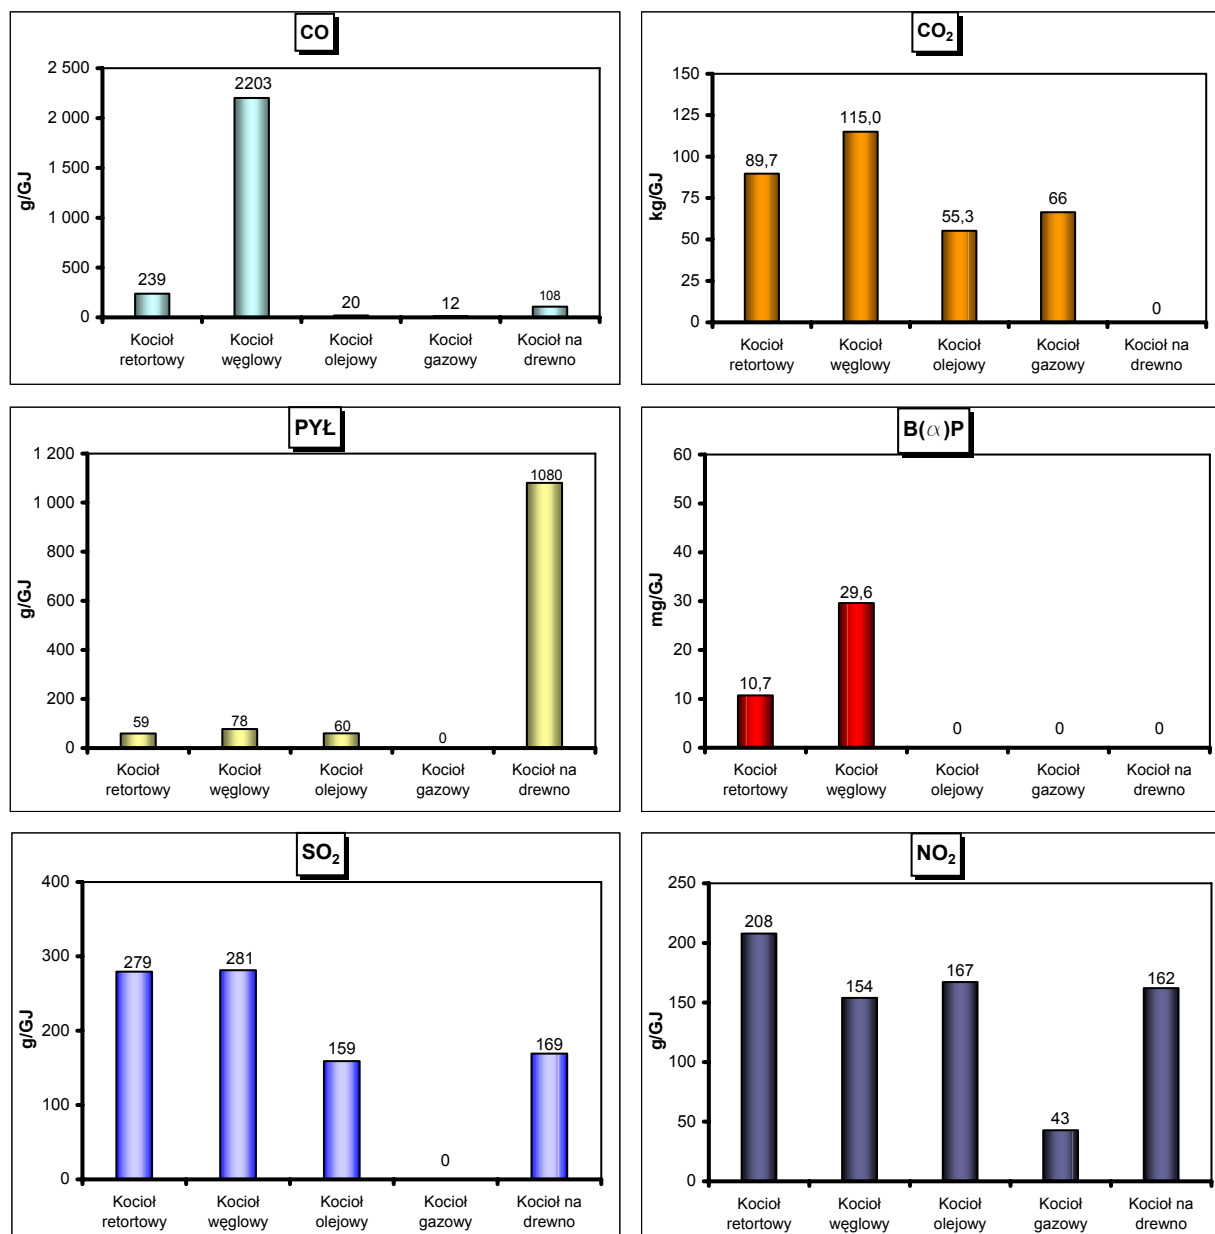 CO
2 500
2 000
1 500
1 000
500
0
g/GJ
239
2203
20
12
108
Kocioł retortowy
Kocioł węglowy
Kocioł olejowy
Kocioł gazowy
Kocioł na drewno
CO₂
150
125
100
75
50
25
0
kg/GJ
89,7
115,0
55,3
66
0
Kocioł retortowy
Kocioł węglowy
Kocioł olejowy
Kocioł gazowy
Kocioł na drewno
PYŁ
1 200
1 000
800
600
400
200
0
g/GJ
59
78
60
0
1080
Kocioł retortowy
Kocioł węglowy
Kocioł olejowy
Kocioł gazowy
Kocioł na drewno
B(α)P
60
50
40
30
20
10
0
mg/GJ
10,7
29,6
0
0
0
Kocioł retortowy
Kocioł węglowy
Kocioł olejowy
Kocioł gazowy
Kocioł na drewno
SO₂
400
300
200
100
0
g/GJ
279
281
159
0
169
Kocioł retortowy
Kocioł węglowy
Kocioł olejowy
Kocioł gazowy
Kocioł na drewno
NO₂
250
200
150
100
50
0
g/GJ
208
154
167
43
162
Kocioł retortowy
Kocioł węglowy
Kocioł olejowy
Kocioł gazowy
Kocioł na drewno